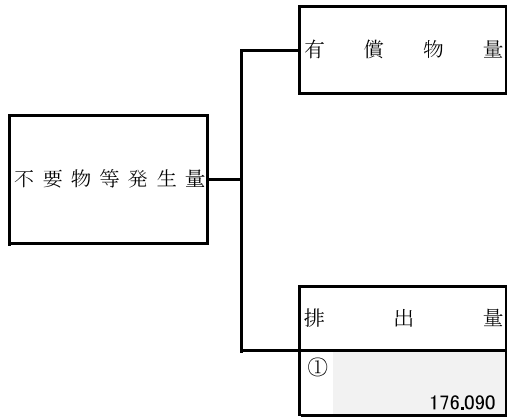 有償物量
不要物等発生量
排出量
①
176.090